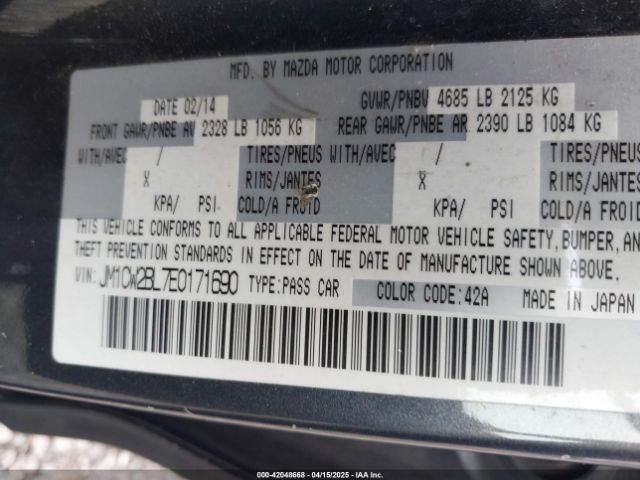 MFD. BY MAZDA MOTOR CORPORATION
DATE 02/14 GVWR/PNBV 4685 LB 2125 KG
FRONT GAWR/PNBE AV 2328 LB 1056 KG REAR GAWR/PNBE AR 2390 LB 1084 KG
WITH/AVEC / TIRES/PNEUS WITH/AVEC / TIRES/PNEUS
X RIMS/JANTES X RIMS/JANTES
KPA/ PSI COLD/A FROID KPA/ PSI COLD/A FROID
THIS VEHICLE CONFORMS TO ALL APPLICABLE FEDERAL MOTOR VEHICLE SAFETY, BUMPER, AND
THEFT PREVENTION STANDARDS IN EFFECT ON THE DATE OF MANUFACTURE SHOWN ABOVE.
VIN: JM1CW2BL7E0171690 TYPE:PASS CAR COLOR CODE:42A MADE IN JAPAN
000-42048668 - 04/15/2025 - IAA Inc.